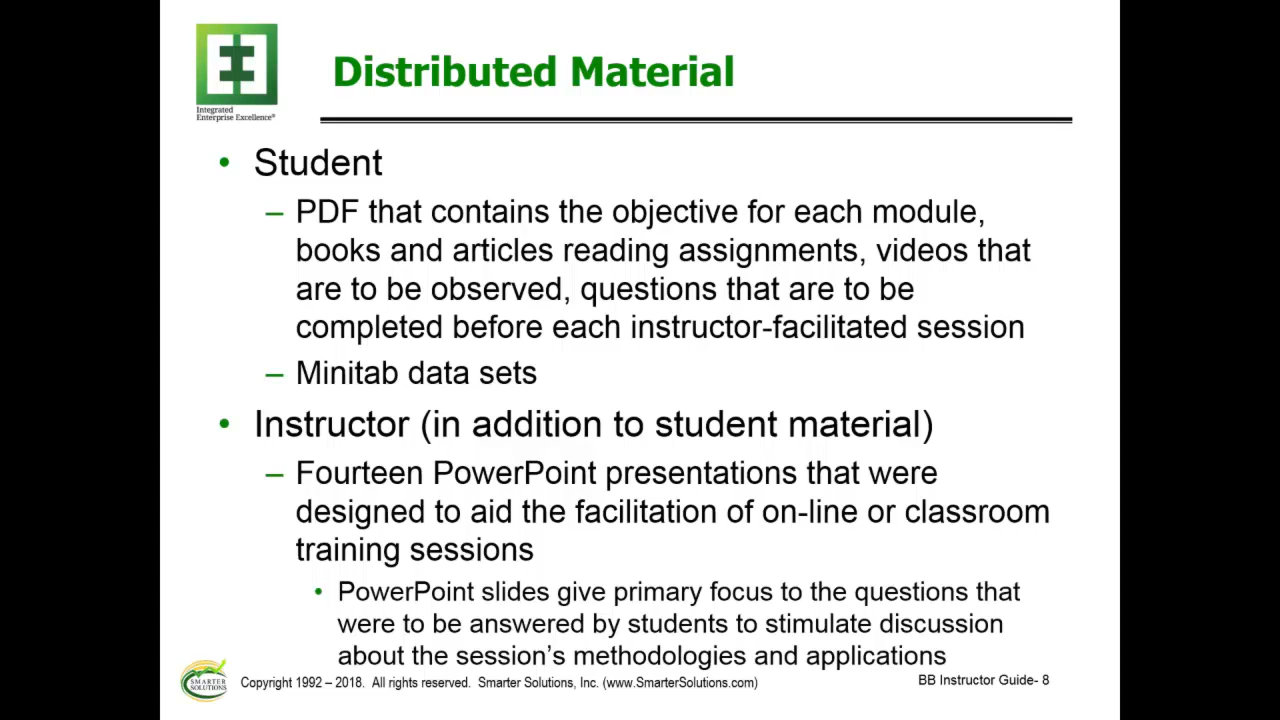 Distributed Material
Integrated
Enterprise Excellence®
• Student
– PDF that contains the objective for each module,
books and articles reading assignments, videos that
are to be observed, questions that are to be
completed before each instructor-facilitated session
– Minitab data sets
• Instructor (in addition to student material)
– Fourteen PowerPoint presentations that were
designed to aid the facilitation of on-line or classroom
training sessions
• PowerPoint slides give primary focus to the questions that
were to be answered by students to stimulate discussion
about the session’s methodologies and applications
SMARTER
SOLUTIONS
Copyright 1992 – 2018. All rights reserved. Smarter Solutions, Inc. (www.SmarterSolutions.com)
BB Instructor Guide- 8